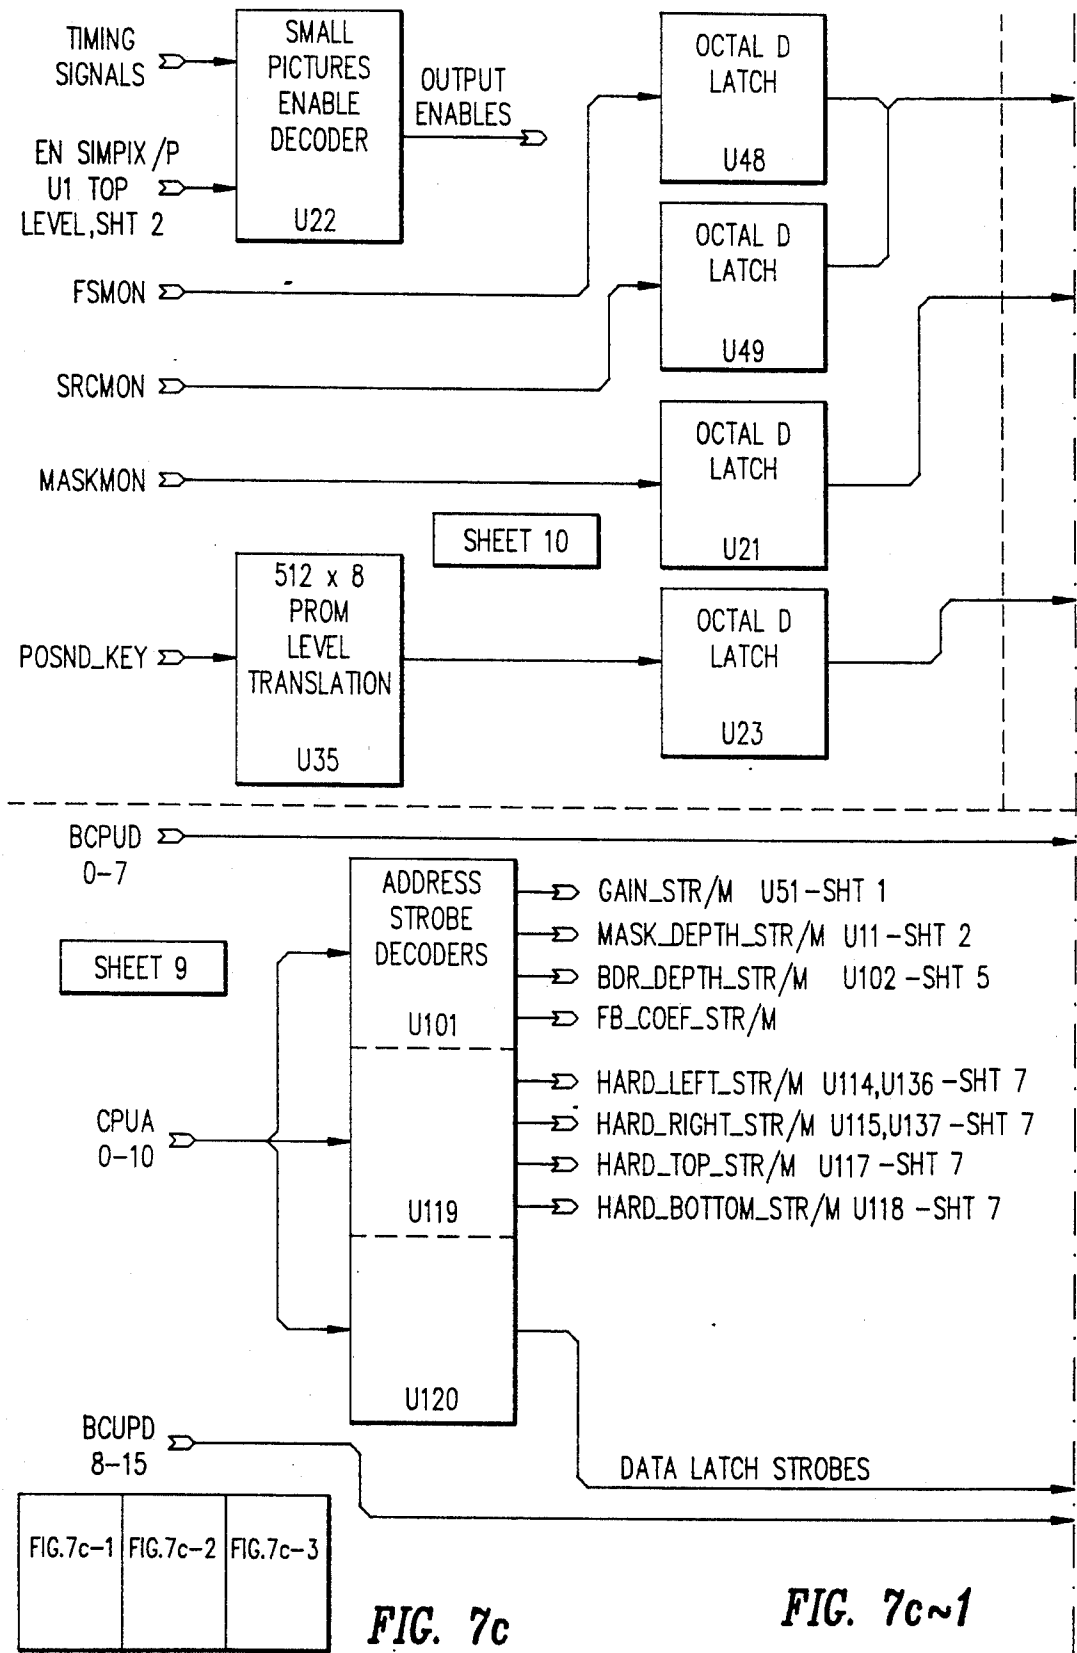 TIMING
SIGNALS
SMALL
PICTURES
ENABLE
DECODER
U22
OUTPUT
ENABLES
EN SIMPIX/P
U1 TOP
LEVEL,SHT 2
OCTAL D
LATCH
U48
FSMON
OCTAL D
LATCH
U49
SRCMON
OCTAL D
LATCH
U21
MASKMON
SHEET 10
512 x 8
PROM
LEVEL
TRANSLATION
U35
POSND_KEY
OCTAL D
LATCH
U23
BCPUD
0-7
ADDRESS
STROBE
DECODERS
U101
GAIN_STR/M U51-SHT 1
MASK_DEPTH_STR/M U11-SHT 2
BDR_DEPTH_STR/M U102-SHT 5
FB_COEF_STR/M
SHEET 9
CPUA
0-10
U119
HARD_LEFT_STR/M U114,U136-SHT 7
HARD_RIGHT_STR/M U115,U137-SHT 7
HARD_TOP_STR/M U117-SHT 7
HARD_BOTTOM_STR/M U118-SHT 7
U120
BCUPD
8-15
DATA LATCH STROBES
FIG.7c-1 FIG.7c-2 FIG.7c-3
FIG. 7c
FIG. 7c~1